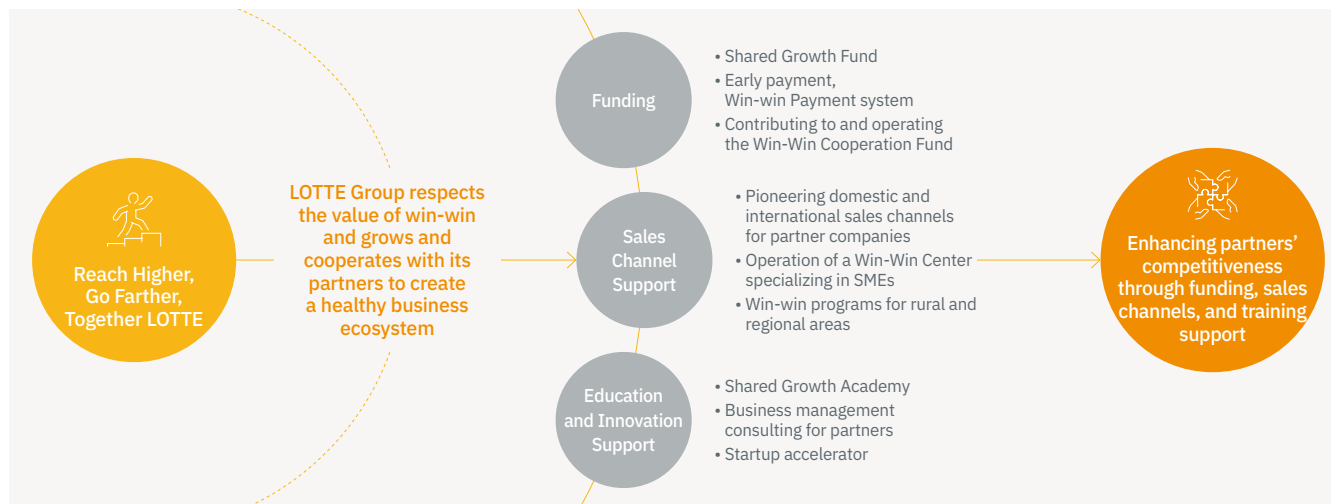 Reach Higher,
Go Farther,
Together LOTTE
LOTTE Group respects
the value of win-win
and grows and
cooperates with its
partners to create
a healthy business
ecosystem
Funding
• Shared Growth Fund
• Early payment,
Win-win Payment system
• Contributing to and operating
the Win-Win Cooperation Fund
Sales
Channel
Support
• Pioneering domestic and
international sales channels
for partner companies
• Operation of a Win-Win Center
specializing in SMEs
• Win-win programs for rural and
regional areas
Education
and Innovation
Support
• Shared Growth Academy
• Business management
consulting for partners
• Startup accelerator
Enhancing partners’
competitiveness
through funding, sales
channels, and training
support